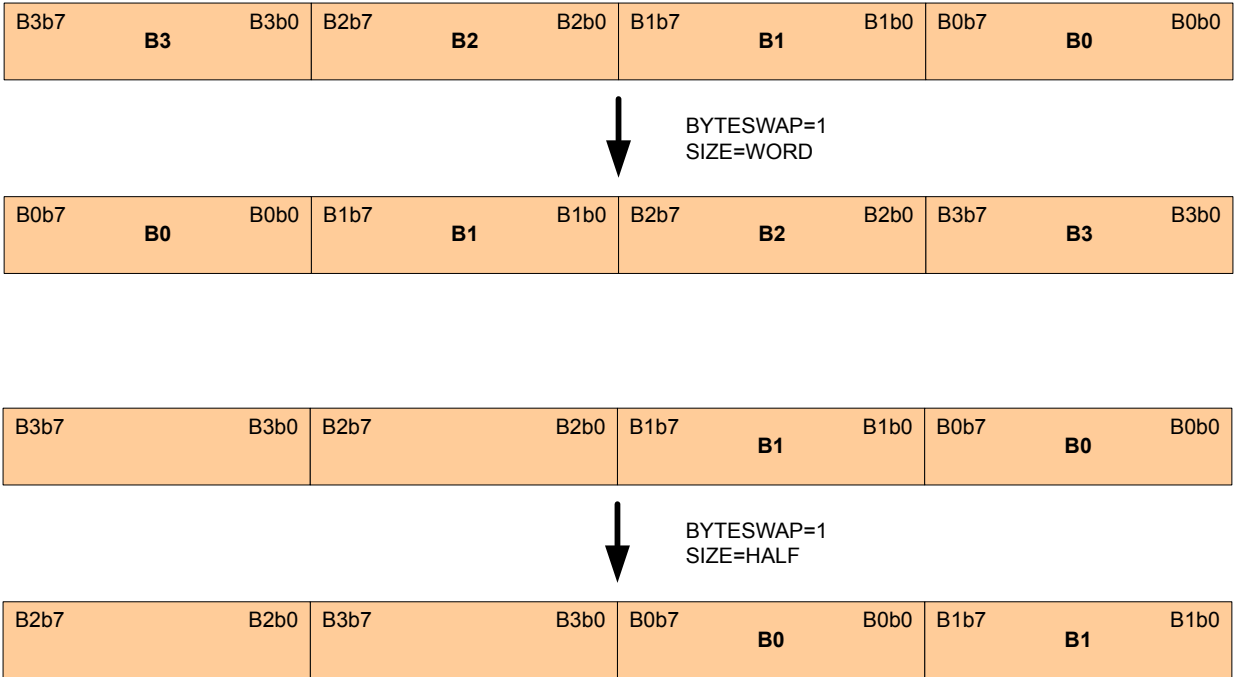 B3b7 B3b0 B2b7 B2b0 B1b7 B1b0 B0b7 B0b0
B3 B2 B1 B0
BYTESWAP=1
SIZE=WORD
B0b7 B0b0 B1b7 B1b0 B2b7 B2b0 B3b7 B3b0
B0 B1 B2 B3
B3b7 B3b0 B2b7 B2b0 B1b7 B1b0 B0b7 B0b0
B1 B0
BYTESWAP=1
SIZE=HALF
B2b7 B2b0 B3b7 B3b0 B0b7 B0b0 B1b7 B1b0
B0 B1